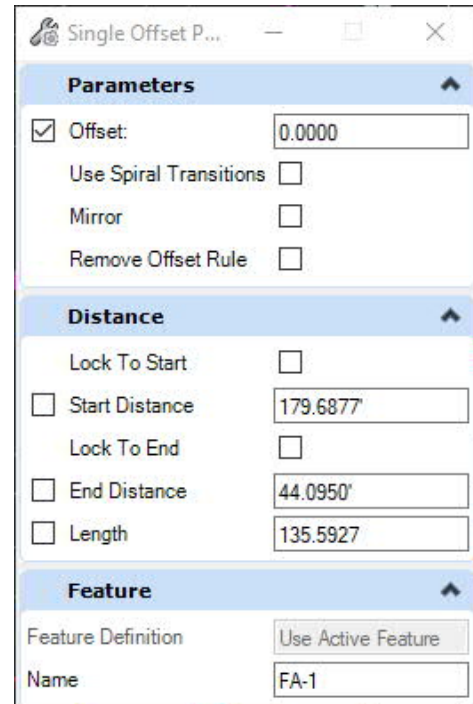 Single Offset P...
Parameters
Offset: 0.0000
Use Spiral Transitions
Mirror
Remove Offset Rule
Distance
Lock To Start
Start Distance 179.6877'
Lock To End
End Distance 44.0950'
Length 135.5927
Feature
Feature Definition Use Active Feature
Name FA-1